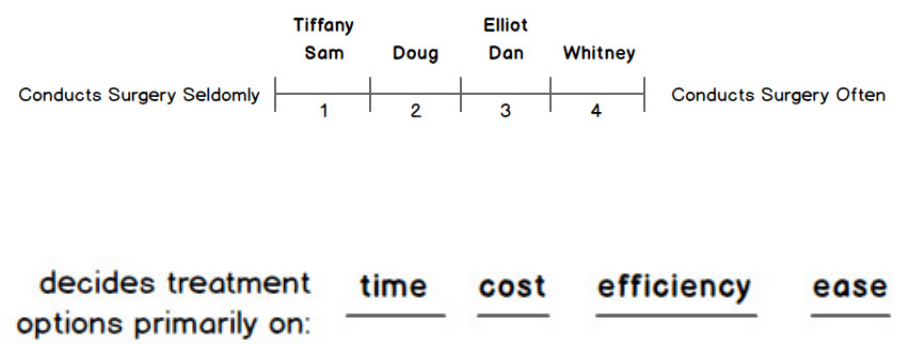 Tiffany Elliot
Sam Doug Dan Whitney
Conducts Surgery Seldomly Conducts Surgery Often
1 2 3 4
decides treatment time cost efficiency ease
options primarily on: